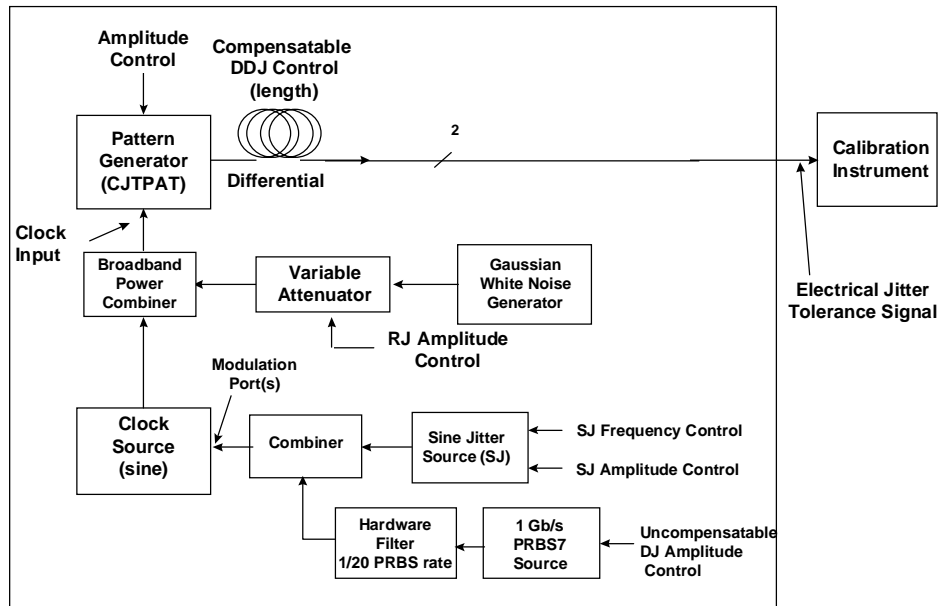 Amplitude
Control
Compensatable
DDJ Control
(length)
Pattern
Generator
(CJTPAT)
2
Differential
Calibration
Instrument
Clock
Input
Broadband
Power
Combiner
Variable
Attenuator
Gaussian
White Noise
Generator
Electrical Jitter
Tolerance Signal
RJ Amplitude
Control
Modulation
Port(s)
Clock
Source
(sine)
Combiner
Sine Jitter
Source (SJ)
SJ Frequency Control
SJ Amplitude Control
Hardware
Filter
1/20 PRBS rate
1 Gb/s
PRBS7
Source
Uncompensatable
DJ Amplitude
Control